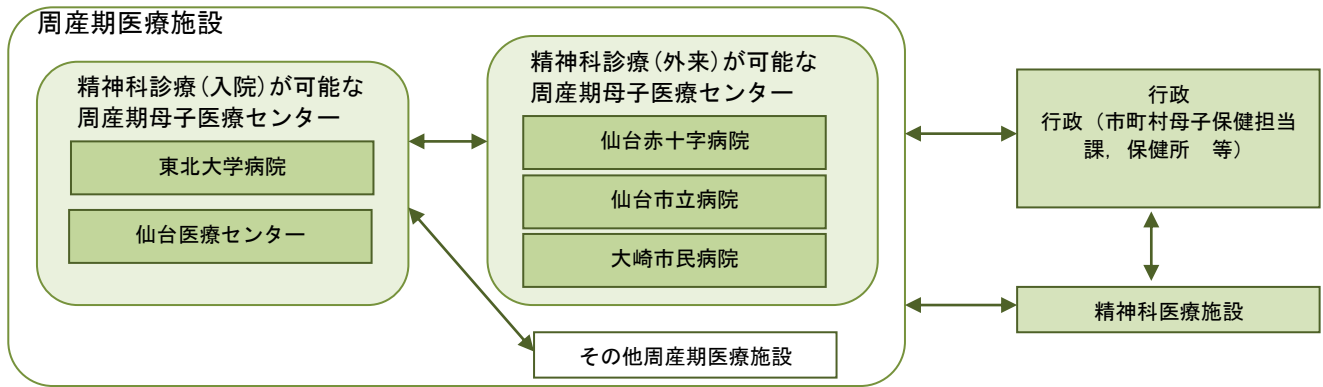 周産期医療施設
精神科診療（入院）が可能な
周産期母子医療センター
東北大学病院
仙台医療センター
精神科診療（外来）が可能な
周産期母子医療センター
仙台赤十字病院
仙台市立病院
大崎市民病院
その他周産期医療施設
行政
行政（市町村母子保健担当
課，保健所　等）
精神科医療施設